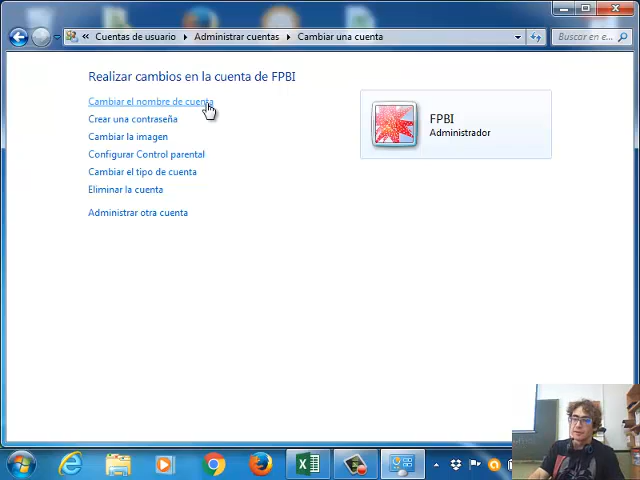 Cuentas de usuario
Administrar cuentas
Cambiar una cuenta
Buscar en e...
Realizar cambios en la cuenta de FPBI
Cambiar el nombre de cuenta
Crear una contraseña
Cambiar la imagen
Configurar Control parental
Cambiar el tipo de cuenta
Eliminar la cuenta
Administrar otra cuenta
FPBI
Administrador